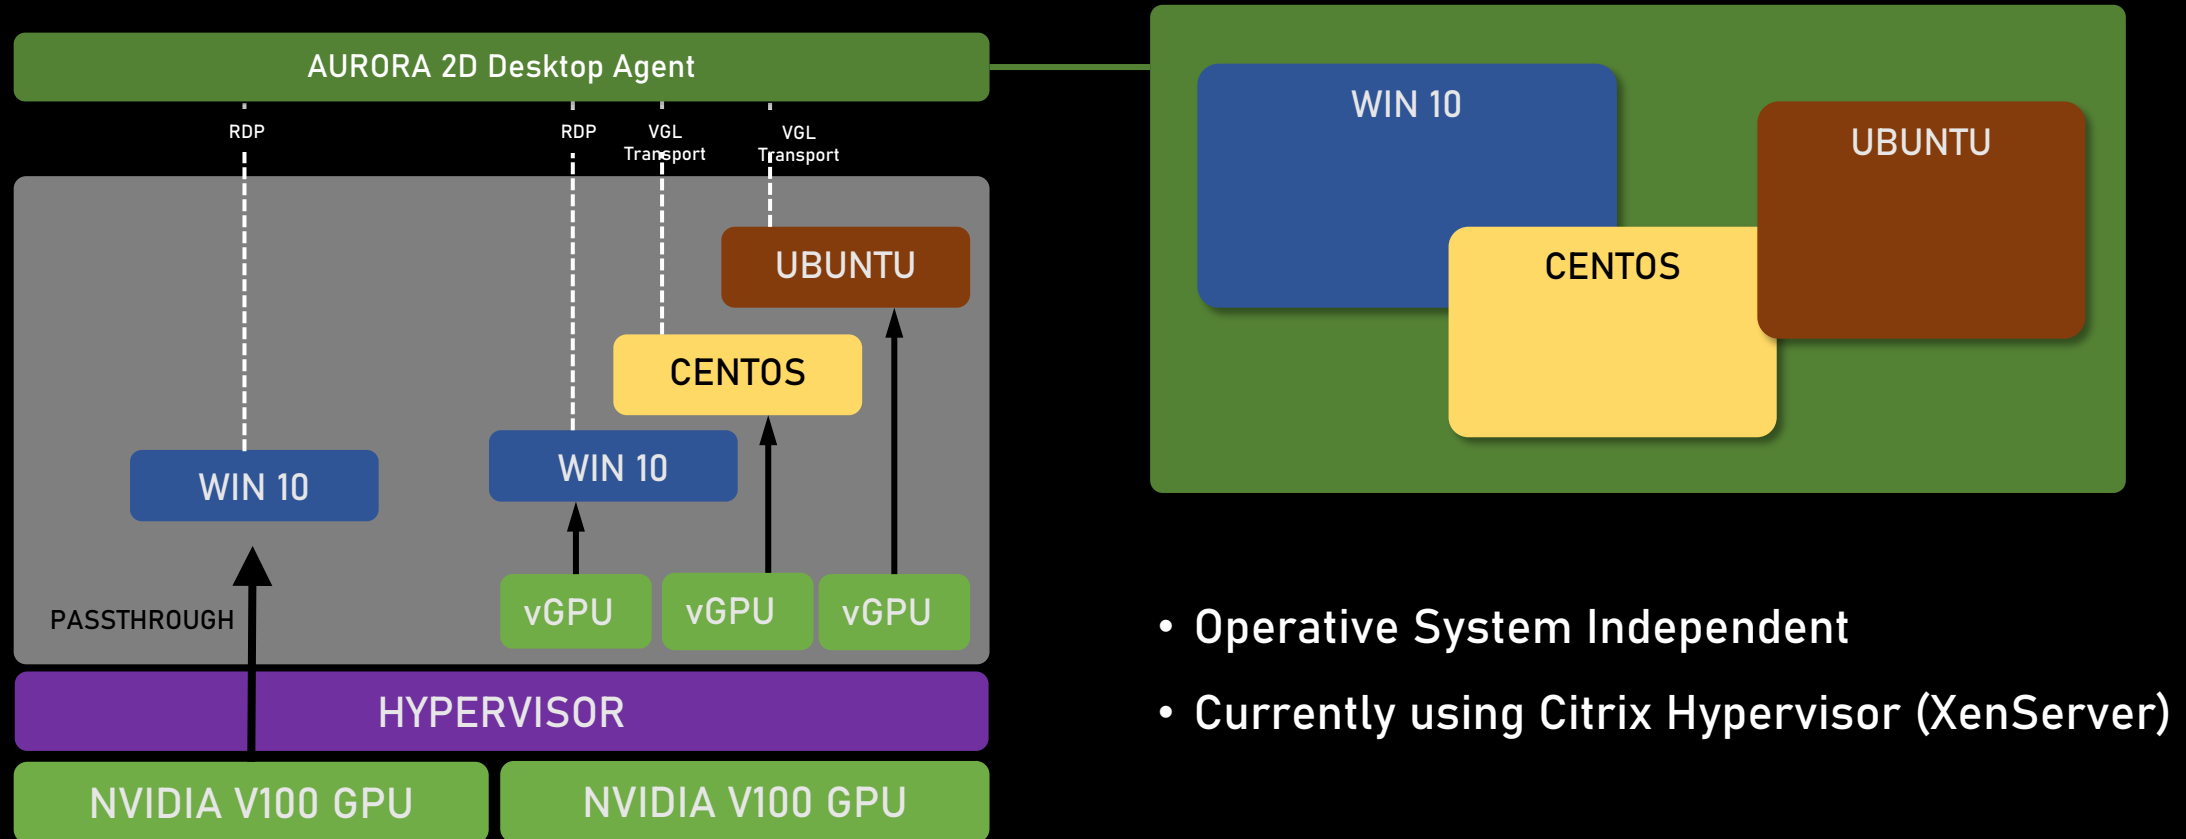 AURORA 2D Desktop Agent
RDP
RDP
VGL
Transport
VGL
Transport
UBUNTU
CENTOS
WIN 10
WIN 10
PASSTHROUGH
vGPU
vGPU
vGPU
HYPERVISOR
NVIDIA V100 GPU
NVIDIA V100 GPU
WIN 10
UBUNTU
CENTOS
• Operative System Independent
• Currently using Citrix Hypervisor (XenServer)